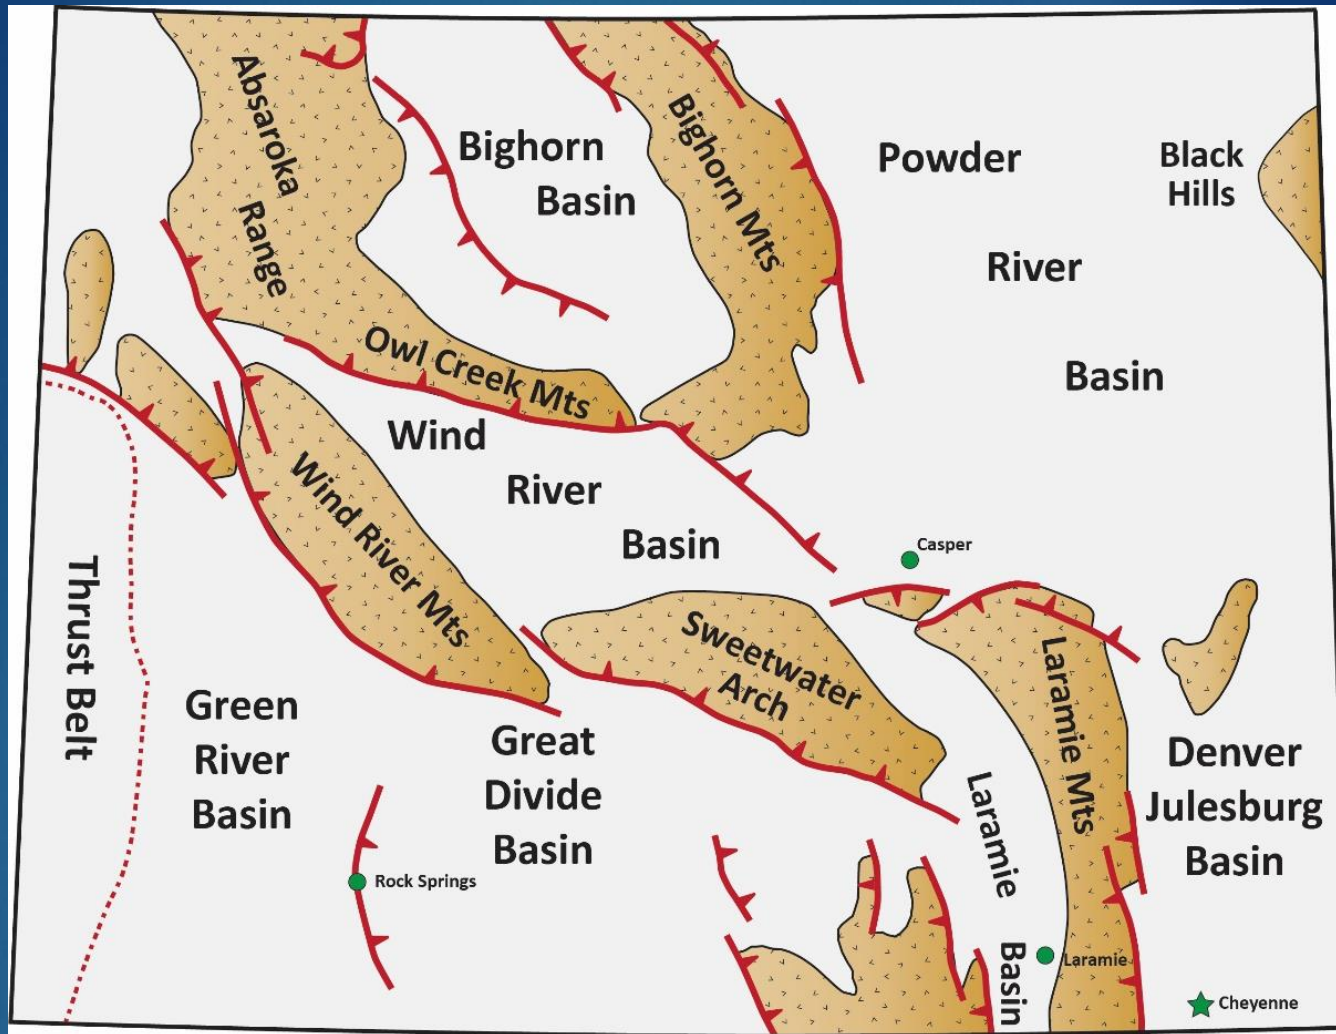 Absaroka
Range
Bighorn
Basin
Bighorn Mts
Powder
River
Basin
Black
Hills
Owl Creek Mts
Wind
River
Basin
Wind River Mts
Casper
Thrust Belt
Sweetwater
Arch
Laramie Mts
Green
River
Basin
Great
Divide
Basin
Laramie
Basin
Denver
Julesburg
Basin
Rock Springs
Laramie
Cheyenne